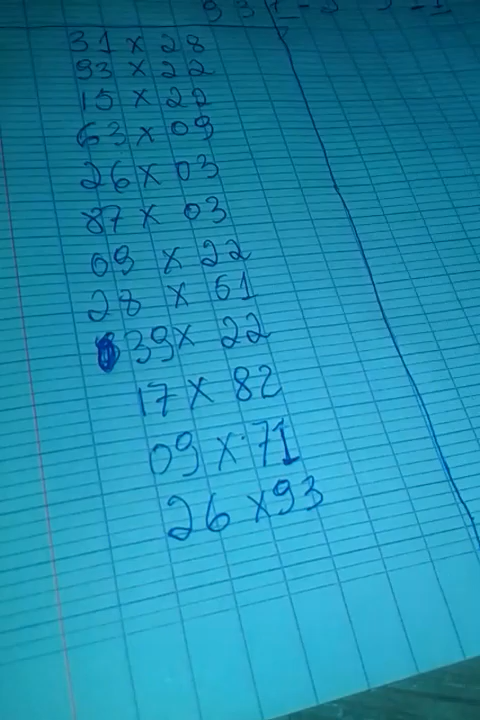 31 x 28
93 x 22
15 x 22
63 x 09
26 x 03
87 x 03
09 x 22
28 x 61
39 x 22
17 x 82
09 x 71
26 x 93